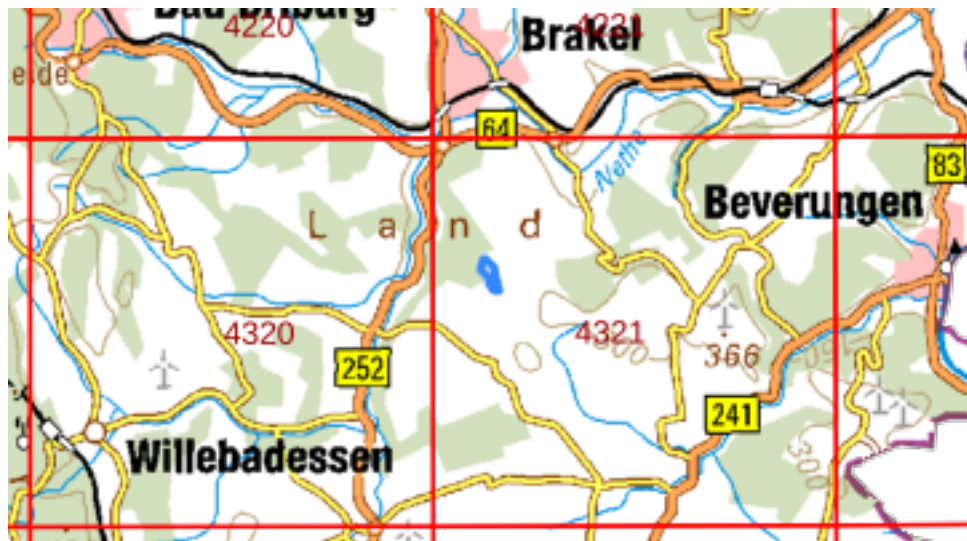 Bad Driburg
4220
4221
Brakel
64
Nethe
83
Beverungen
L a n d
4320
4321
366
252
241
Willebadessen